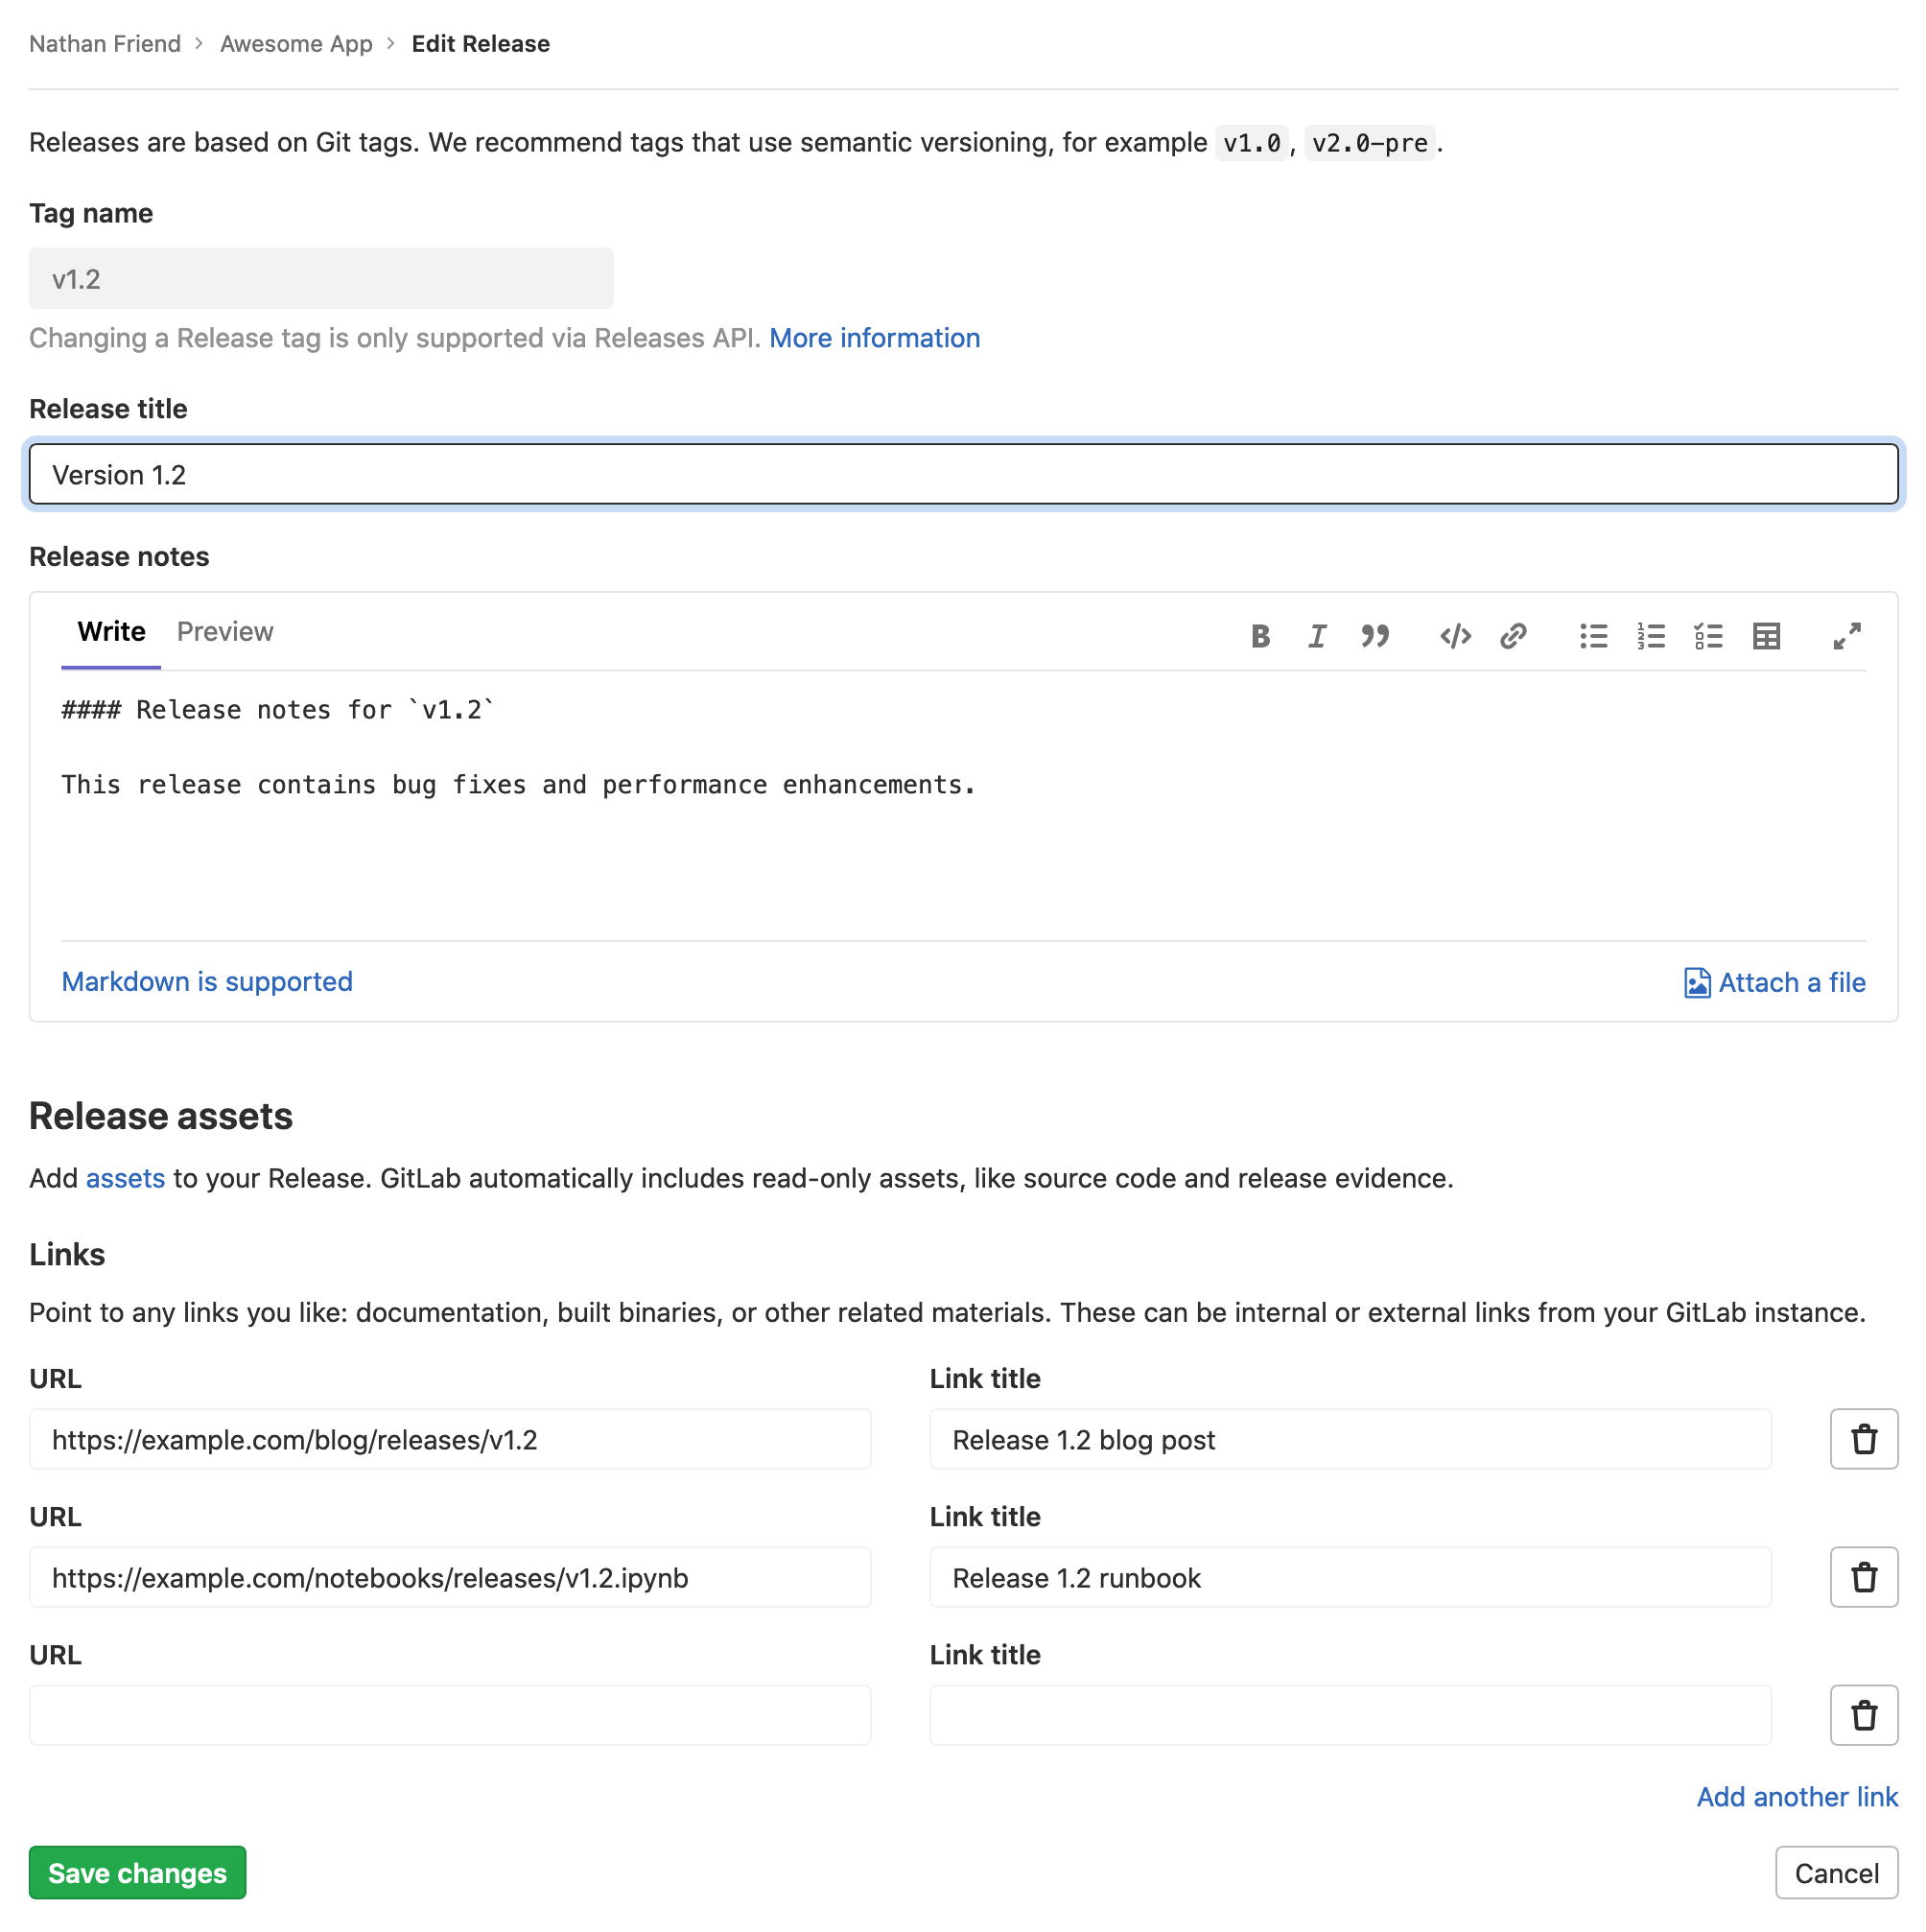 Nathan Friend > Awesome App > Edit Release
Releases are based on Git tags. We recommend tags that use semantic versioning, for example v1.0, v2.0-pre.
Tag name
v1.2
Changing a Release tag is only supported via Releases API. More information
Release title
Version 1.2
Release notes
Write Preview
#### Release notes for `v1.2`
This release contains bug fixes and performance enhancements.
Markdown is supported Attach a file
Release assets
Add assets to your Release. GitLab automatically includes read-only assets, like source code and release evidence.
Links
Point to any links you like: documentation, built binaries, or other related materials. These can be internal or external links from your GitLab instance.
URL Link title
https://example.com/blog/releases/v1.2 Release 1.2 blog post
URL Link title
https://example.com/notebooks/releases/v1.2.ipynb Release 1.2 runbook
URL Link title
Add another link
Save changes Cancel